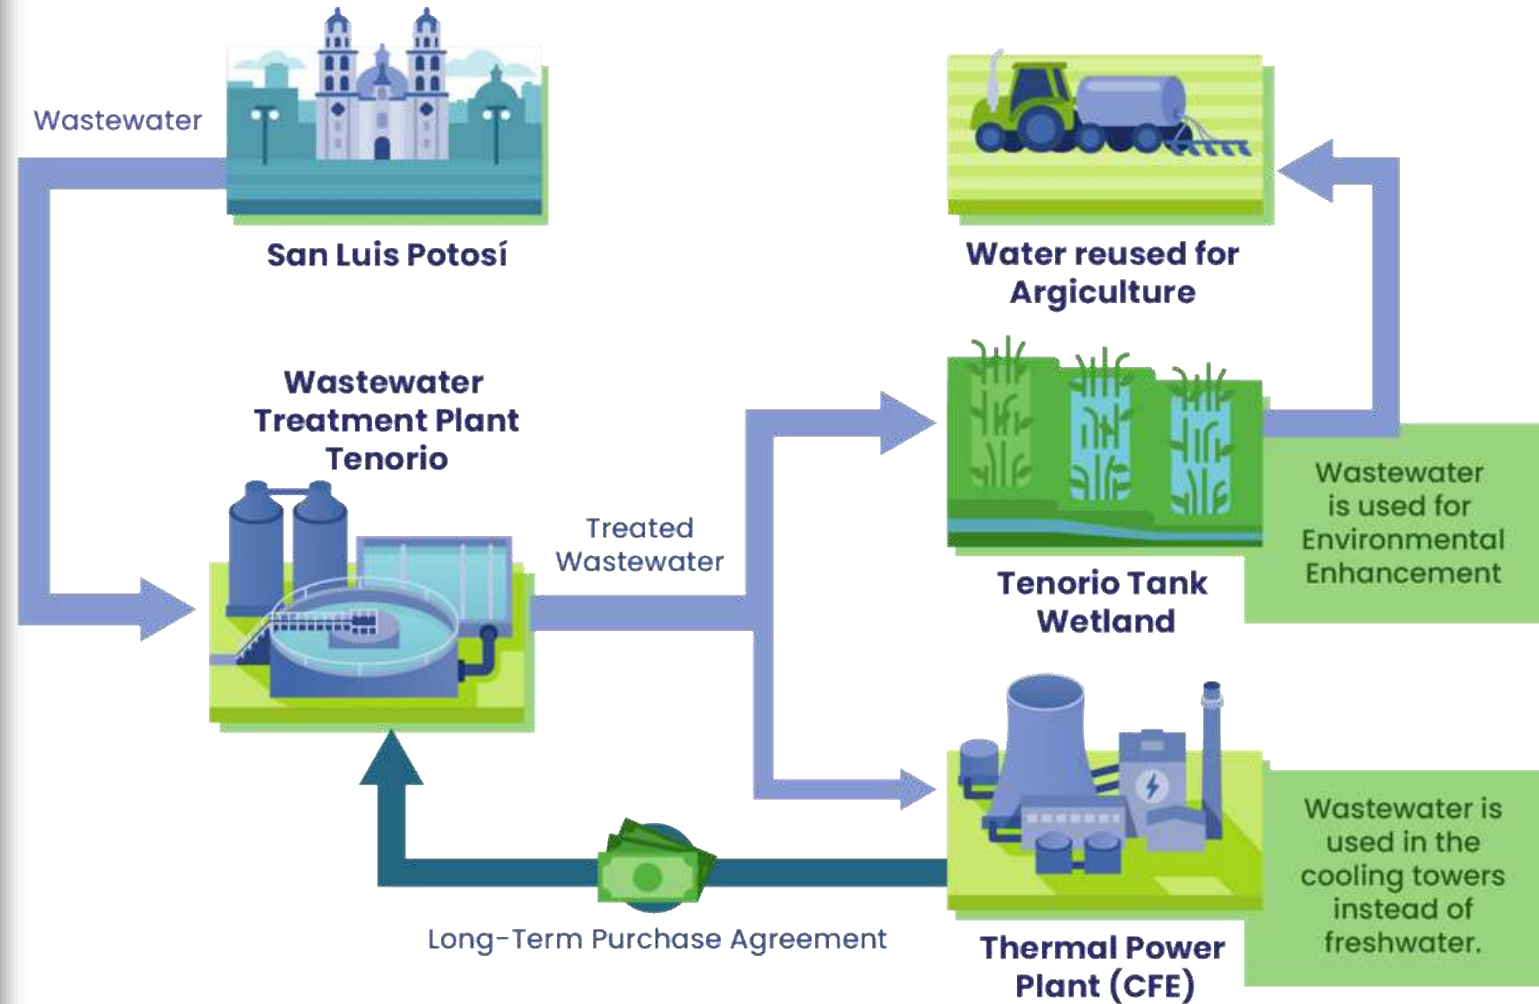 Wastewater
San Luis Potosí
Water reused for
Argiculture
Wastewater
Treatment Plant
Tenorio
Treated
Wastewater
Tenorio Tank
Wetland
Wastewater
is used for
Environmental
Enhancement
Long-Term Purchase Agreement
Thermal Power
Plant (CFE)
Wastewater is
used in the
cooling towers
instead of
freshwater.